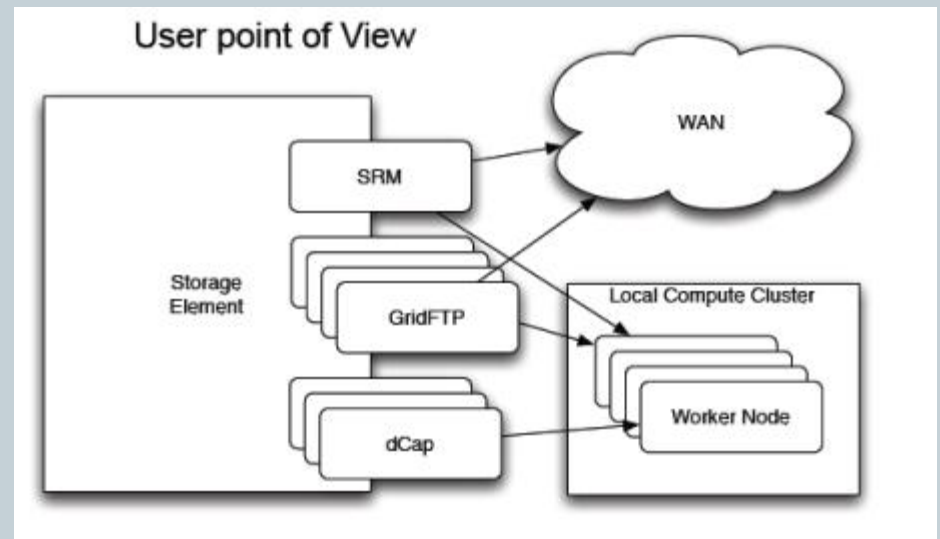 User point of View
WAN
SRM
Storage
Element
GridFTP
Local Compute Cluster
Worker Node
dCap